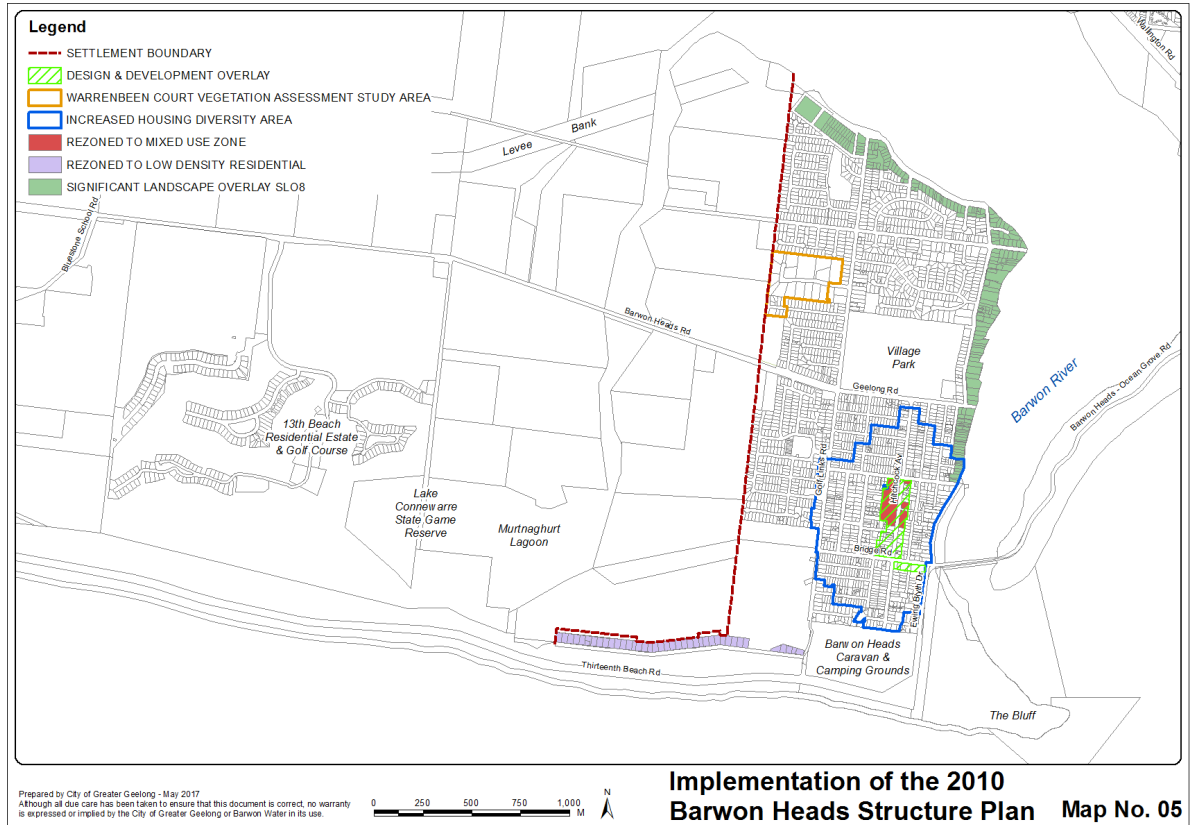 Legend
SETTLEMENT BOUNDARY
DESIGN & DEVELOPMENT OVERLAY
WARRENBEEN COURT VEGETATION ASSESSMENT STUDY AREA
INCREASED HOUSING DIVERSITY AREA
REZONED TO MIXED USE ZONE
REZONED TO LOW DENSITY RESIDENTIAL
SIGNIFICANT LANDSCAPE OVERLAY SLO8
Wallington Rd
Levee Bank
Bluestone School Rd
Barwon Heads Rd
Village
Park
Geelong Rd
Barwon River
Barwon Heads - Ocean Grove Rd
13th Beach
Residential Estate
& Golf Course
Golf Links Rd
Hitchcock Av
Lake
Connewarre
State Game
Reserve
Murtnaghurt
Lagoon
Bridge Rd
Ewing Blyth Dr
Barwon Heads
Caravan &
Camping Grounds
Thirteenth Beach Rd
The Bluff
Prepared by City of Greater Geelong - May 2017
Although all due care has been taken to ensure that this document is correct, no warranty
is expressed or implied by the City of Greater Geelong or Barwon Water in its use.
0 250 500 750 1,000
M
N
Implementation of the 2010
Barwon Heads Structure Plan
Map No. 05